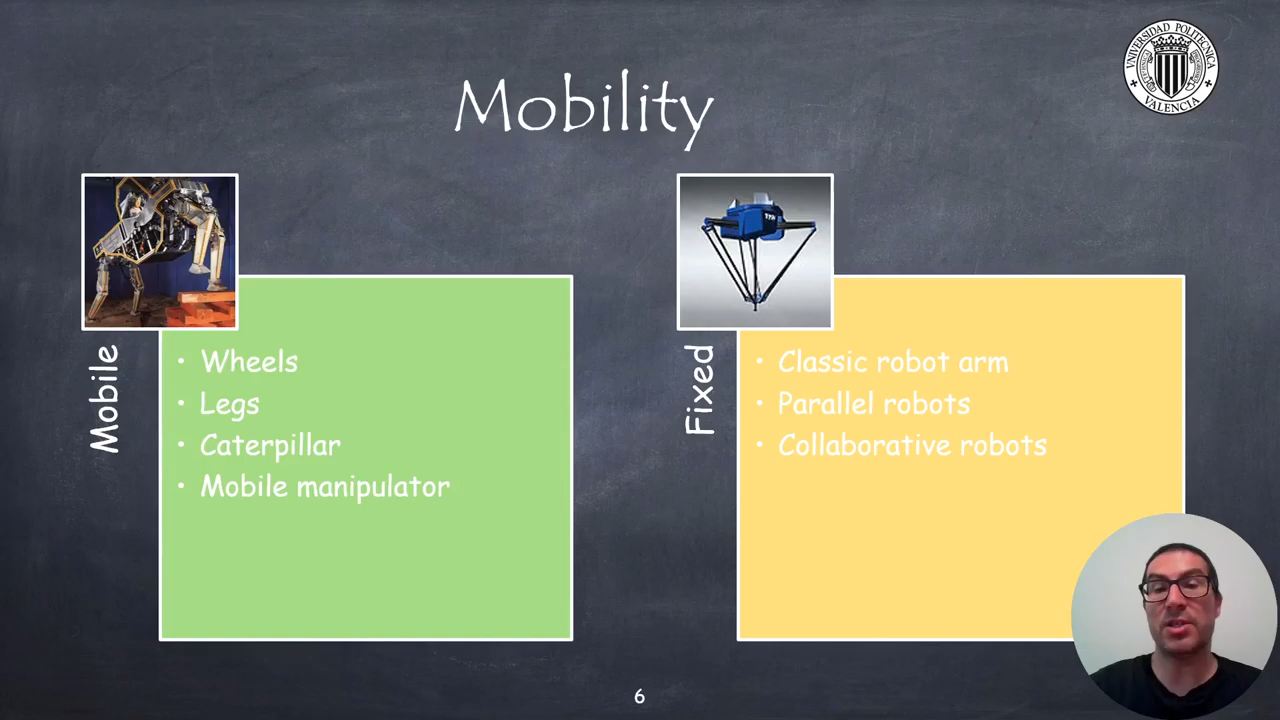 UNIVERSIDAD POLITECNICA
VALENCIA
Mobility
Mobile
• Wheels
• Legs
• Caterpillar
• Mobile manipulator
Fixed
• Classic robot arm
• Parallel robots
• Collaborative robots
6